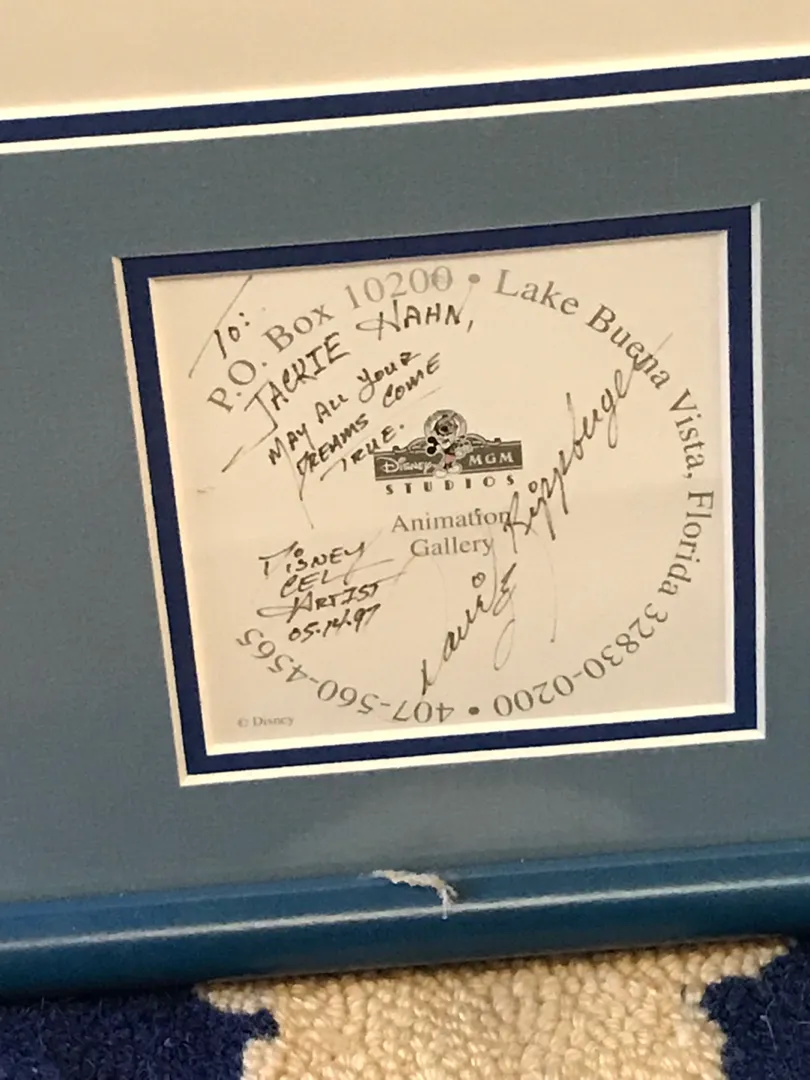 To:
JACKIE HAHN,
MAY ALL YOUR
DREAMS COME
TRUE.
P.O. Box 10200 • Lake Buena Vista, Florida 32830-0200 • 407-560-4565
Disney MGM
STUDIOS
Animation
Gallery
DISNEY
CEL
ARTIST
05.14.97
© Disney